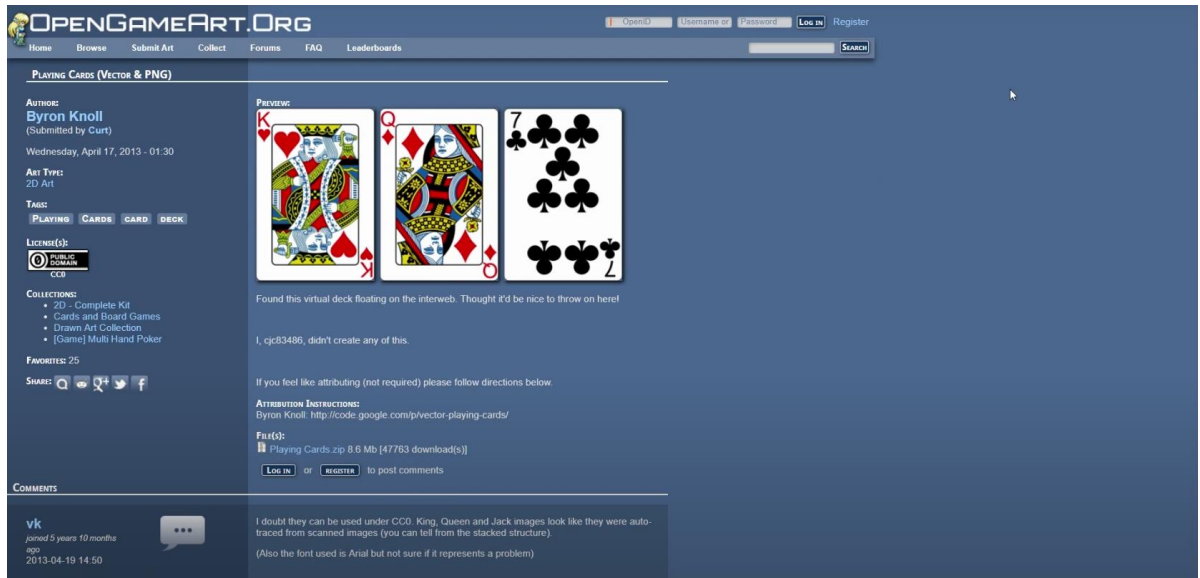 OpenGameArt.Org
OpenID Username or Password Log in Register
Home Browse Submit Art Collect Forums FAQ Leaderboards
Search
Playing Cards (Vector & PNG)
Author:
Byron Knoll
(Submitted by Curt)
Wednesday, April 17, 2013 - 01:30
Art Type:
2D Art
Tags:
Playing Cards card deck
License(s):
0 PUBLIC DOMAIN
CC0
Collections:
2D - Complete Kit
Cards and Board Games
Drawn Art Collection
[Game] Multi Hand Poker
Favorites: 25
Share:
Preview:
K Q 7
K Q 7
Found this virtual deck floating on the interweb. Thought it'd be nice to throw on here!
I, cjc83486, didn't create any of this.
If you feel like attributing (not required) please follow directions below.
Attribution Instructions:
Byron Knoll: http://code.google.com/p/vector-playing-cards/
File(s):
Playing Cards.zip 8.6 Mb [47763 download(s)]
Log in or register to post comments
Comments
vk
joined 5 years 10 months
ago
2013-04-19 14:50
I doubt they can be used under CC0. King, Queen and Jack images look like they were auto-
traced from scanned images (you can tell from the stacked structure).
(Also the font used is Arial but not sure if it represents a problem)